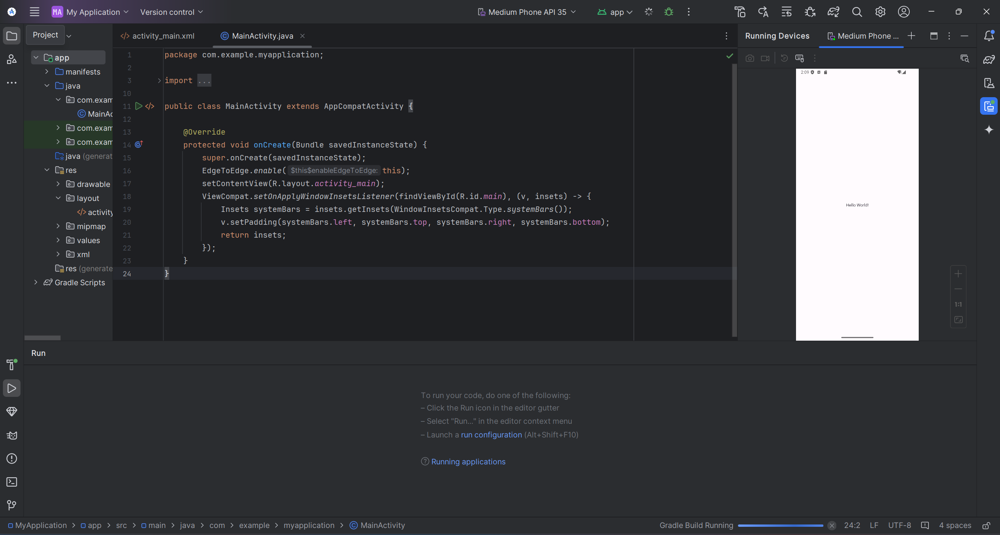 MA My Application Version control Medium Phone API 35 app
Project
activity_main.xml MainActivity.java
Running Devices Medium Phone ...
app
manifests
java
com.exam
MainAc
com.exam
com.exam
java (generat
res
drawable
layout
activity
mipmap
values
xml
res (generate
Gradle Scripts
1 package com.example.myapplication;
2
3 import ...
10
11 public class MainActivity extends AppCompatActivity {
12
13 @Override
14 protected void onCreate(Bundle savedInstanceState) {
15 super.onCreate(savedInstanceState);
16 EdgeToEdge.enable( $this$enableEdgeToEdge: this);
17 setContentView(R.layout.activity_main);
18 ViewCompat.setOnApplyWindowInsetsListener(findViewById(R.id.main), (v, insets) -> {
19 Insets systemBars = insets.getInsets(WindowInsetsCompat.Type.systemBars());
20 v.setPadding(systemBars.left, systemBars.top, systemBars.right, systemBars.bottom);
21 return insets;
22 });
23 }
24 }
2:09
Hello World!
1:1
Run
To run your code, do one of the following:
– Click the Run icon in the editor gutter
– Select "Run..." in the editor context menu
– Launch a run configuration (Alt+Shift+F10)
? Running applications
MyApplication > app > src > main > java > com > example > myapplication > MainActivity
Gradle Build Running 24:2 LF UTF-8 4 spaces